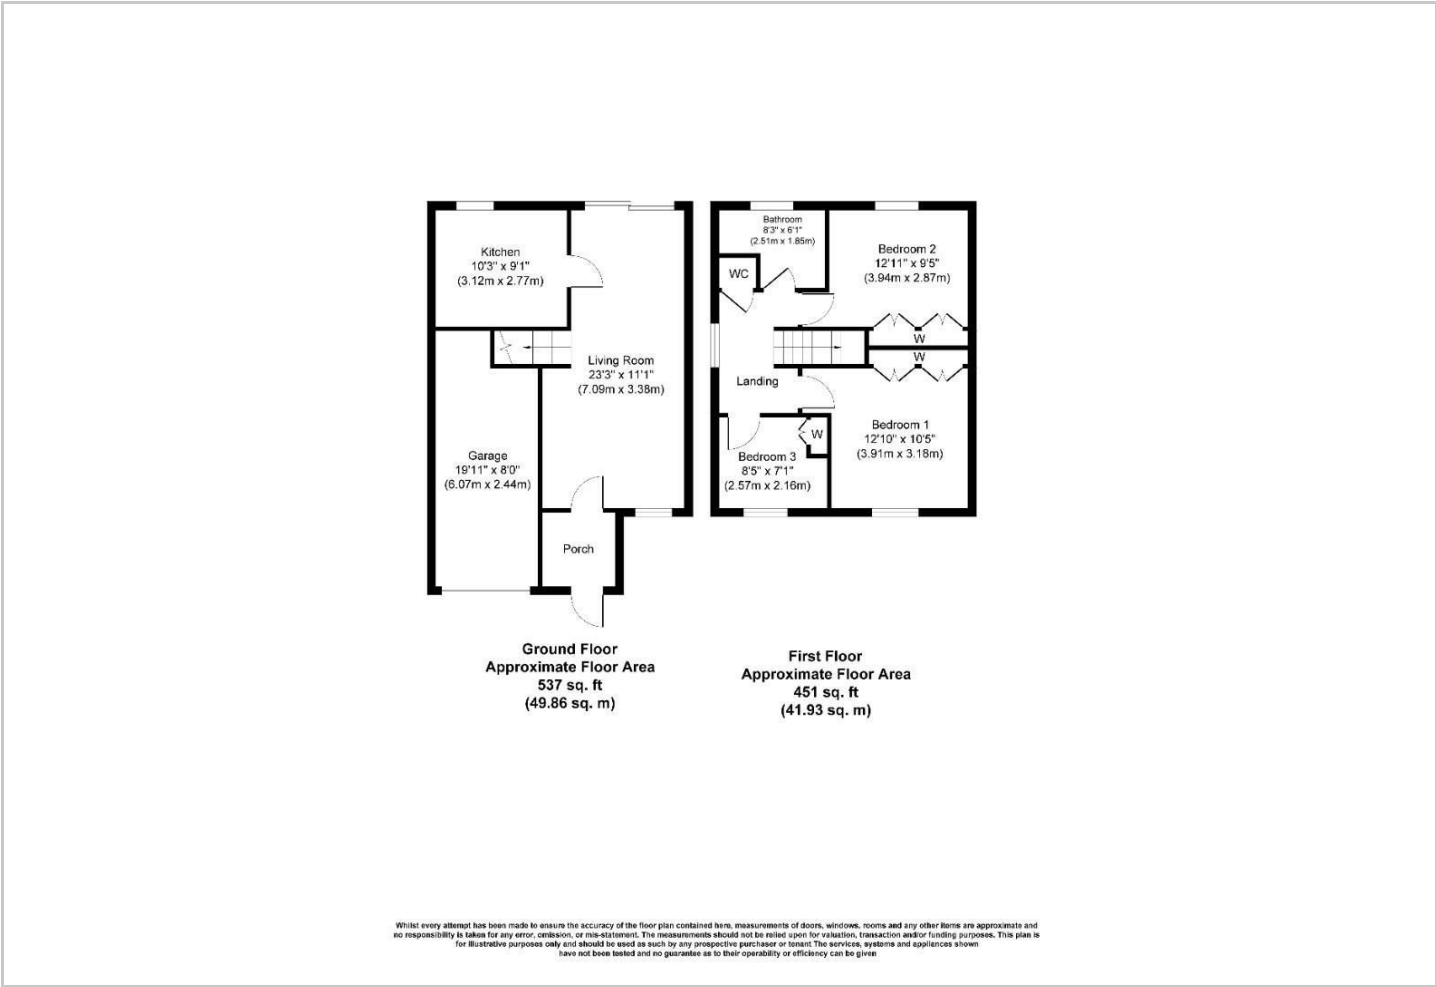 Kitchen
10'3" x 9'1"
(3.12m x 2.77m)
Living Room
23'3" x 11'1"
(7.09m x 3.38m)
Garage
19'11" x 8'0"
(6.07m x 2.44m)
Porch
Ground Floor
Approximate Floor Area
537 sq. ft
(49.86 sq. m)
Bathroom
8'3" x 6'1"
(2.51m x 1.85m)
WC
Bedroom 2
12'11" x 9'5"
(3.94m x 2.87m)
W
W
Landing
Bedroom 1
12'10" x 10'5"
(3.91m x 3.18m)
W
Bedroom 3
8'5" x 7'1"
(2.57m x 2.16m)
First Floor
Approximate Floor Area
451 sq. ft
(41.93 sq. m)
Whilst every attempt has been made to ensure the accuracy of the floor plan contained here, measurements of doors, windows, rooms and any other items are approximate and
no responsibility is taken for any error, omission, or mis-statement. The measurements should not be relied upon for valuation, transaction and/or funding purposes. This plan is
for illustrative purposes only and should be used as such by any prospective purchaser or tenant The services, systems and appliances shown
have not been tested and no guarantee as to their operability or efficiency can be given